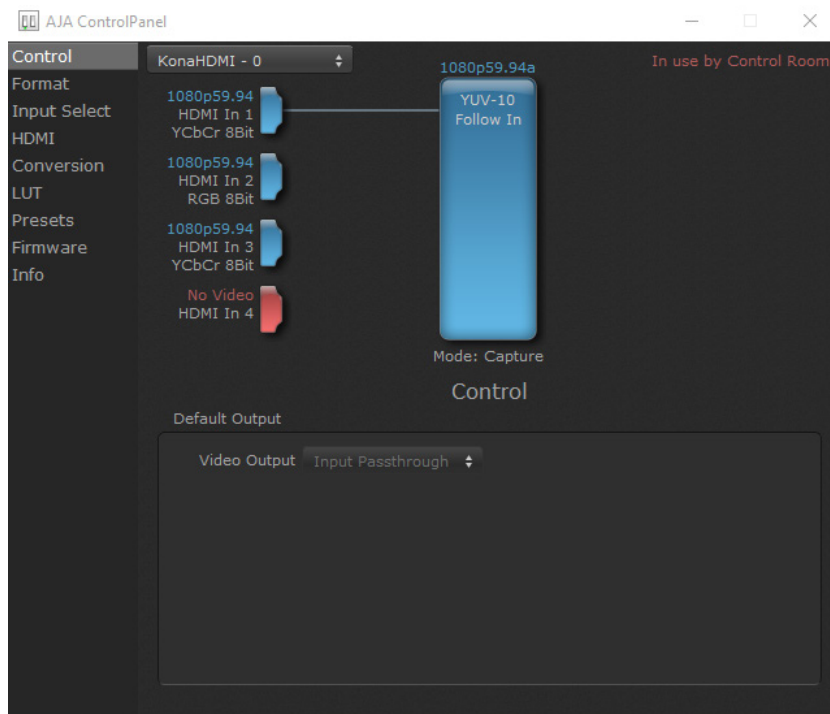 AJA ControlPanel
Control
Format
Input Select
HDMI
Conversion
LUT
Presets
Firmware
Info
KonaHDMI - 0
1080p59.94a
In use by Control Room
1080p59.94
HDMI In 1
YCbCr 8Bit
YUV-10
Follow In
1080p59.94
HDMI In 2
RGB 8Bit
1080p59.94
HDMI In 3
YCbCr 8Bit
No Video
HDMI In 4
Mode: Capture
Control
Default Output
Video Output Input Passthrough